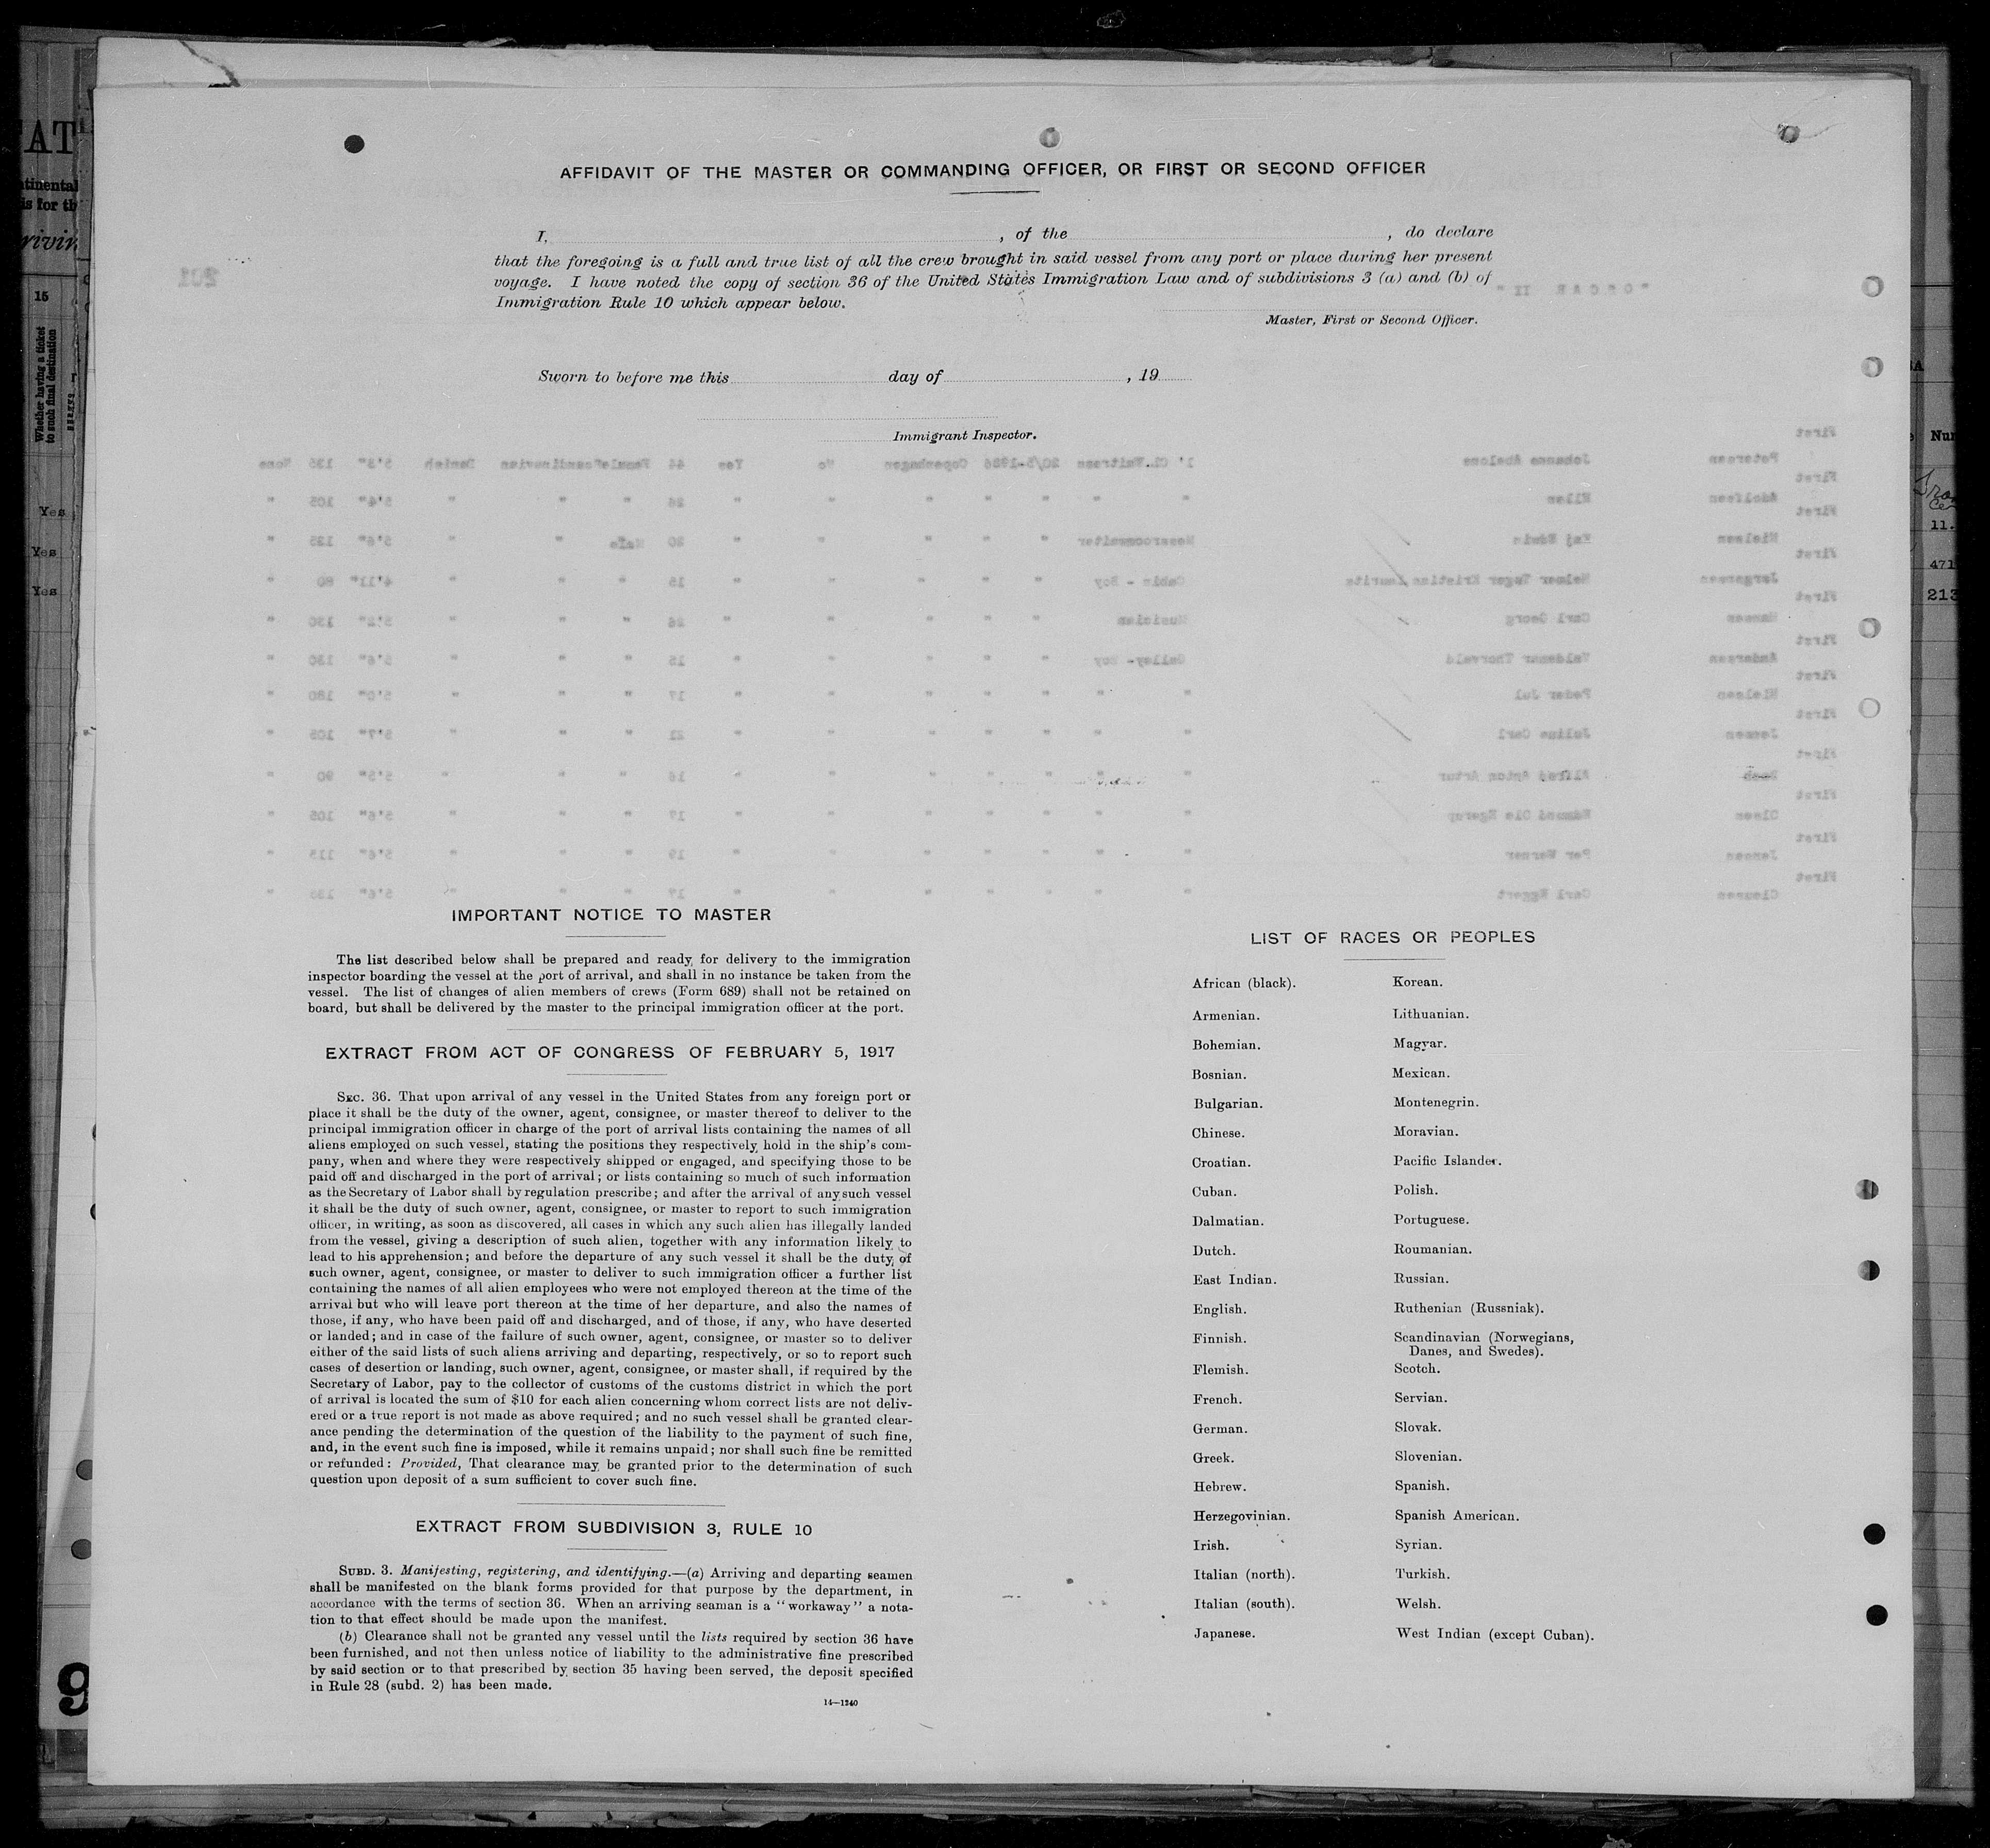 AFFIDAVIT OF THE MASTER OR COMMANDING OFFICER, OR FIRST OR SECOND OFFICER
I, , of the , do declare
that the foregoing is a full and true list of all the crew brought in said vessel from any port or place during her present
voyage. I have noted the copy of section 36 of the United States Immigration Law and of subdivisions 3 (a) and (b) of
Immigration Rule 10 which appear below.
Master, First or Second Officer.
Sworn to before me this day of , 19
Immigrant Inspector.
IMPORTANT NOTICE TO MASTER
The list described below shall be prepared and ready for delivery to the immigration
inspector boarding the vessel at the port of arrival, and shall in no instance be taken from the
vessel. The list of changes of alien members of crews (Form 689) shall not be retained on
board, but shall be delivered by the master to the principal immigration officer at the port.
EXTRACT FROM ACT OF CONGRESS OF FEBRUARY 5, 1917
SEC. 36. That upon arrival of any vessel in the United States from any foreign port or
place it shall be the duty of the owner, agent, consignee, or master thereof to deliver to the
principal immigration officer in charge of the port of arrival lists containing the names of all
aliens employed on such vessel, stating the positions they respectively hold in the ship's com-
pany, when and where they were respectively shipped or engaged, and specifying those to be
paid off and discharged in the port of arrival; or lists containing so much of such information
as the Secretary of Labor shall by regulation prescribe; and after the arrival of any such vessel
it shall be the duty of such owner, agent, consignee, or master to report to such immigration
officer, in writing, as soon as discovered, all cases in which any such alien has illegally landed
from the vessel, giving a description of such alien, together with any information likely to
lead to his apprehension; and before the departure of any such vessel it shall be the duty of
such owner, agent, consignee, or master to deliver to such immigration officer a further list
containing the names of all alien employees who were not employed thereon at the time of the
arrival but who will leave port thereon at the time of her departure, and also the names of
those, if any, who have been paid off and discharged, and of those, if any, who have deserted
or landed; and in case of the failure of such owner, agent, consignee, or master so to deliver
either of the said lists of such aliens arriving and departing, respectively, or so to report such
cases of desertion or landing, such owner, agent, consignee, or master shall, if required by the
Secretary of Labor, pay to the collector of customs of the customs district in which the port
of arrival is located the sum of $10 for each alien concerning whom correct lists are not deliv-
ered or a true report is not made as above required; and no such vessel shall be granted clear-
ance pending the determination of the question of the liability to the payment of such fine,
and, in the event such fine is imposed, while it remains unpaid; nor shall such fine be remitted
or refunded: Provided, That clearance may be granted prior to the determination of such
question upon deposit of a sum sufficient to cover such fine.
EXTRACT FROM SUBDIVISION 3, RULE 10
SUBD. 3. Manifesting, registering, and identifying.—(a) Arriving and departing seamen
shall be manifested on the blank forms provided for that purpose by the department, in
accordance with the terms of section 36. When an arriving seaman is a "workaway" a nota-
tion to that effect should be made upon the manifest.
(b) Clearance shall not be granted any vessel until the lists required by section 36 have
been furnished, and not then unless notice of liability to the administrative fine prescribed
by said section or to that prescribed by section 35 having been served, the deposit specified
in Rule 28 (subd. 2) has been made.
14—1240
LIST OF RACES OR PEOPLES
African (black).
Armenian.
Bohemian.
Bosnian.
Bulgarian.
Chinese.
Croatian.
Cuban.
Dalmatian.
Dutch.
East Indian.
English.
Finnish.
Flemish.
French.
German.
Greek.
Hebrew.
Herzegovinian.
Irish.
Italian (north).
Italian (south).
Japanese.
Korean.
Lithuanian.
Magyar.
Mexican.
Montenegrin.
Moravian.
Pacific Islander.
Polish.
Portuguese.
Roumanian.
Russian.
Ruthenian (Russniak).
Scandinavian (Norwegians,
Danes, and Swedes).
Scotch.
Servian.
Slovak.
Slovenian.
Spanish.
Spanish American.
Syrian.
Turkish.
Welsh.
West Indian (except Cuban).
15
Whether having a ticket
to such final destination
Yes
Yes
Yes
9
11.
471
213